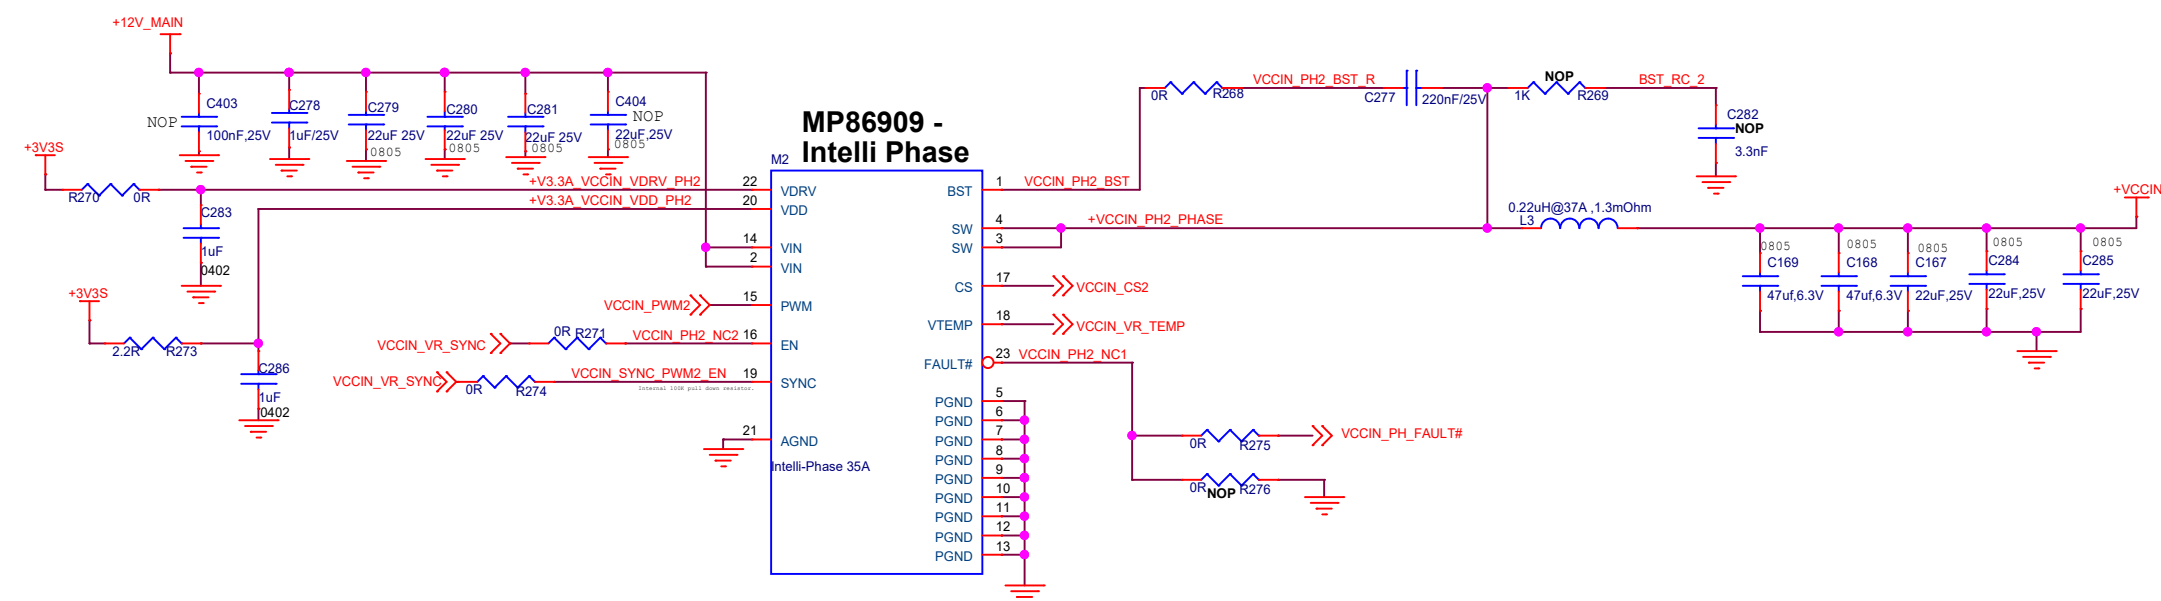 +12V_MAIN
C403
NOP
100nF,25V
C278
1uF/25V
C279
22uF 25V
0805
C280
22uF 25V
0805
C281
22uF 25V
0805
C404
NOP
22uF,25V
0805
+3V3S
R270
0R
+V3.3A_VCCIN_VDRV_PH2
+V3.3A_VCCIN_VDD_PH2
C283
1uF
0402
+3V3S
2.2R
R273
C286
1uF
0402
VCCIN_PWM2
VCCIN_VR_SYNC
0R
R271
VCCIN_PH2_NC2
VCCIN_VR_SYNC
0R
R274
VCCIN_SYNC_PWM2_EN
Internal 100K pull down resistor.
MP86909 -
Intelli Phase
M2
22
VDRV
20
VDD
14
VIN
2
VIN
15
PWM
16
EN
19
SYNC
21
AGND
Intelli-Phase 35A
BST
1
SW
4
SW
3
CS
17
VTEMP
18
FAULT#
23
PGND
5
PGND
6
PGND
7
PGND
8
PGND
9
PGND
10
PGND
11
PGND
12
PGND
13
VCCIN_PH2_BST
0R
R268
VCCIN_PH2_BST_R
C277
220nF/25V
NOP
1K
R269
BST_RC_2
C282
NOP
3.3nF
+VCCIN_PH2_PHASE
0.22uH@37A ,1.3mOhm
L3
+VCCIN
0805
C169
47uf,6.3V
0805
C168
47uf,6.3V
0805
C167
22uF,25V
0805
C284
22uF,25V
0805
C285
22uF,25V
VCCIN_CS2
VCCIN_VR_TEMP
VCCIN_PH2_NC1
0R
R275
VCCIN_PH_FAULT#
0R
NOP
R276